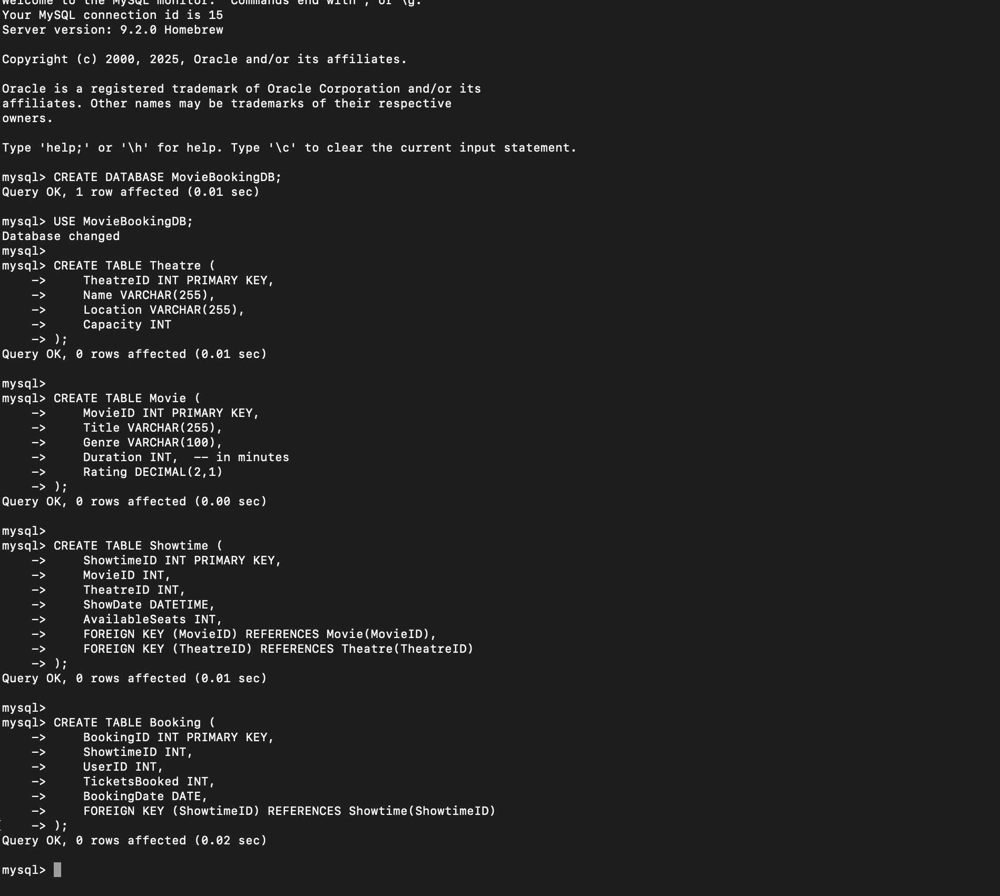 Welcome to the MySQL monitor.  Commands end with ; or \g.
Your MySQL connection id is 15
Server version: 9.2.0 Homebrew
Copyright (c) 2000, 2025, Oracle and/or its affiliates.
Oracle is a registered trademark of Oracle Corporation and/or its
affiliates. Other names may be trademarks of their respective
owners.
Type 'help;' or '\h' for help. Type '\c' to clear the current input statement.
mysql> CREATE DATABASE MovieBookingDB;
Query OK, 1 row affected (0.01 sec)
mysql> USE MovieBookingDB;
Database changed
mysql>
mysql> CREATE TABLE Theatre (
    ->     TheatreID INT PRIMARY KEY,
    ->     Name VARCHAR(255),
    ->     Location VARCHAR(255),
    ->     Capacity INT
    -> );
Query OK, 0 rows affected (0.01 sec)
mysql>
mysql> CREATE TABLE Movie (
    ->     MovieID INT PRIMARY KEY,
    ->     Title VARCHAR(255),
    ->     Genre VARCHAR(100),
    ->     Duration INT,  -- in minutes
    ->     Rating DECIMAL(2,1)
    -> );
Query OK, 0 rows affected (0.00 sec)
mysql>
mysql> CREATE TABLE Showtime (
    ->     ShowtimeID INT PRIMARY KEY,
    ->     MovieID INT,
    ->     TheatreID INT,
    ->     ShowDate DATETIME,
    ->     AvailableSeats INT,
    ->     FOREIGN KEY (MovieID) REFERENCES Movie(MovieID),
    ->     FOREIGN KEY (TheatreID) REFERENCES Theatre(TheatreID)
    -> );
Query OK, 0 rows affected (0.01 sec)
mysql>
mysql> CREATE TABLE Booking (
    ->     BookingID INT PRIMARY KEY,
    ->     ShowtimeID INT,
    ->     UserID INT,
    ->     TicketsBooked INT,
    ->     BookingDate DATE,
    ->     FOREIGN KEY (ShowtimeID) REFERENCES Showtime(ShowtimeID)
    -> );
Query OK, 0 rows affected (0.02 sec)
mysql>